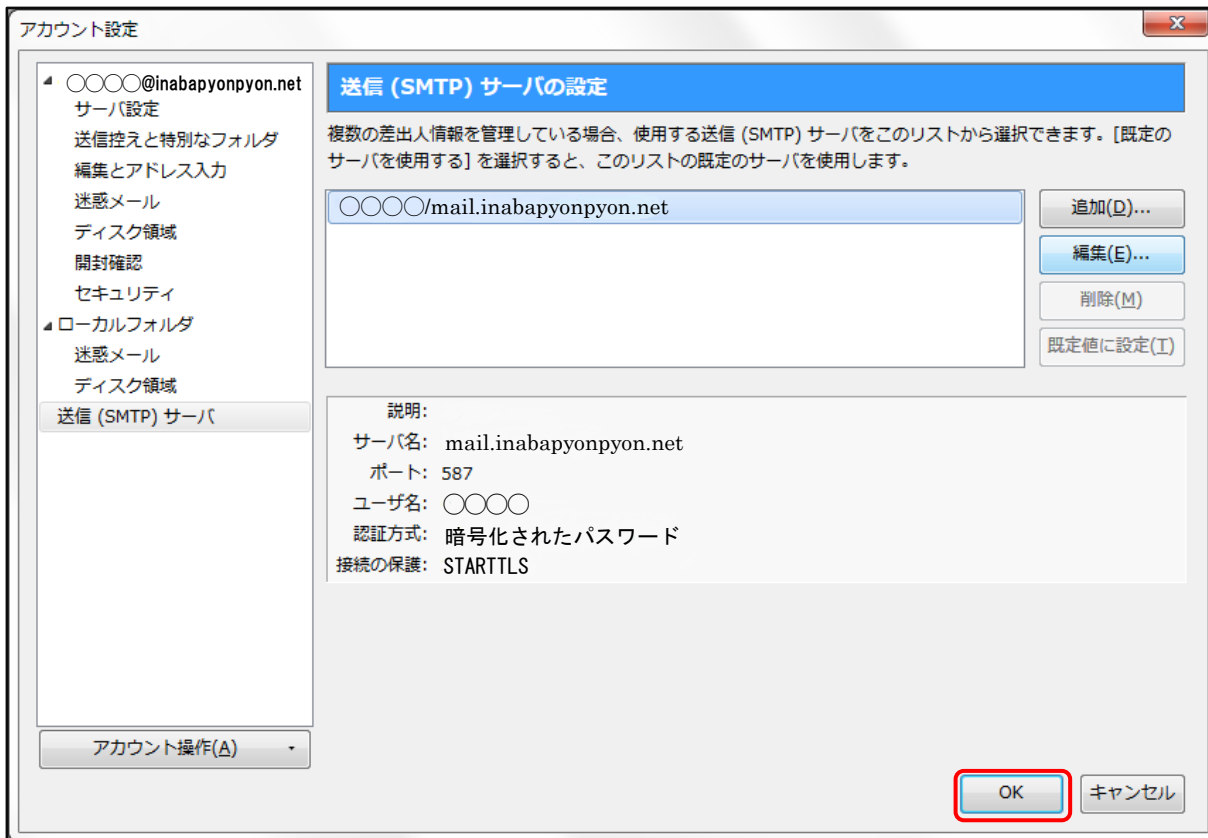 アカウント設定
○○○○@inabapyonpyon.net
サーバ設定
送信控えと特別なフォルダ
編集とアドレス入力
迷惑メール
ディスク領域
開封確認
セキュリティ
ローカルフォルダ
迷惑メール
ディスク領域
送信 (SMTP) サーバ
アカウント操作(A)
送信 (SMTP) サーバの設定
複数の差出人情報を管理している場合、使用する送信 (SMTP) サーバをこのリストから選択できます。[既定の
サーバを使用する] を選択すると、このリストの既定のサーバを使用します。
○○○○/mail.inabapyonpyon.net
追加(D)...
編集(E)...
削除(M)
既定値に設定(T)
説明:
サーバ名: mail.inabapyonpyon.net
ポート: 587
ユーザ名: ○○○○
認証方式: 暗号化されたパスワード
接続の保護: STARTTLS
OK
キャンセル